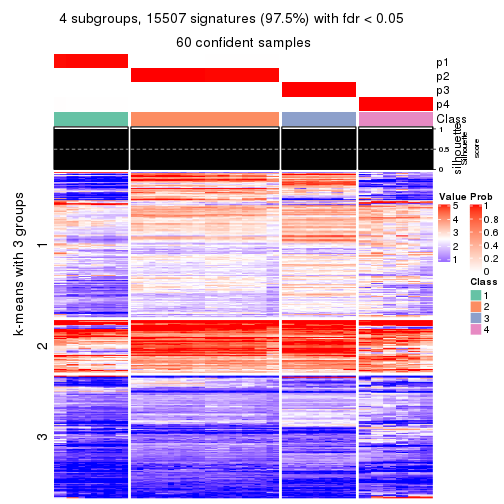 4 subgroups, 15507 signatures (97.5%) with fdr < 0.05
60 confident samples
p1
p2
p3
p4
Class
silhouette
Silhouette
score
1
0.5
0
k-means with 3 groups
1
2
3
Value
5
4
3
2
1
Prob
1
0.8
0.6
0.4
0.2
0
Class
1
2
3
4